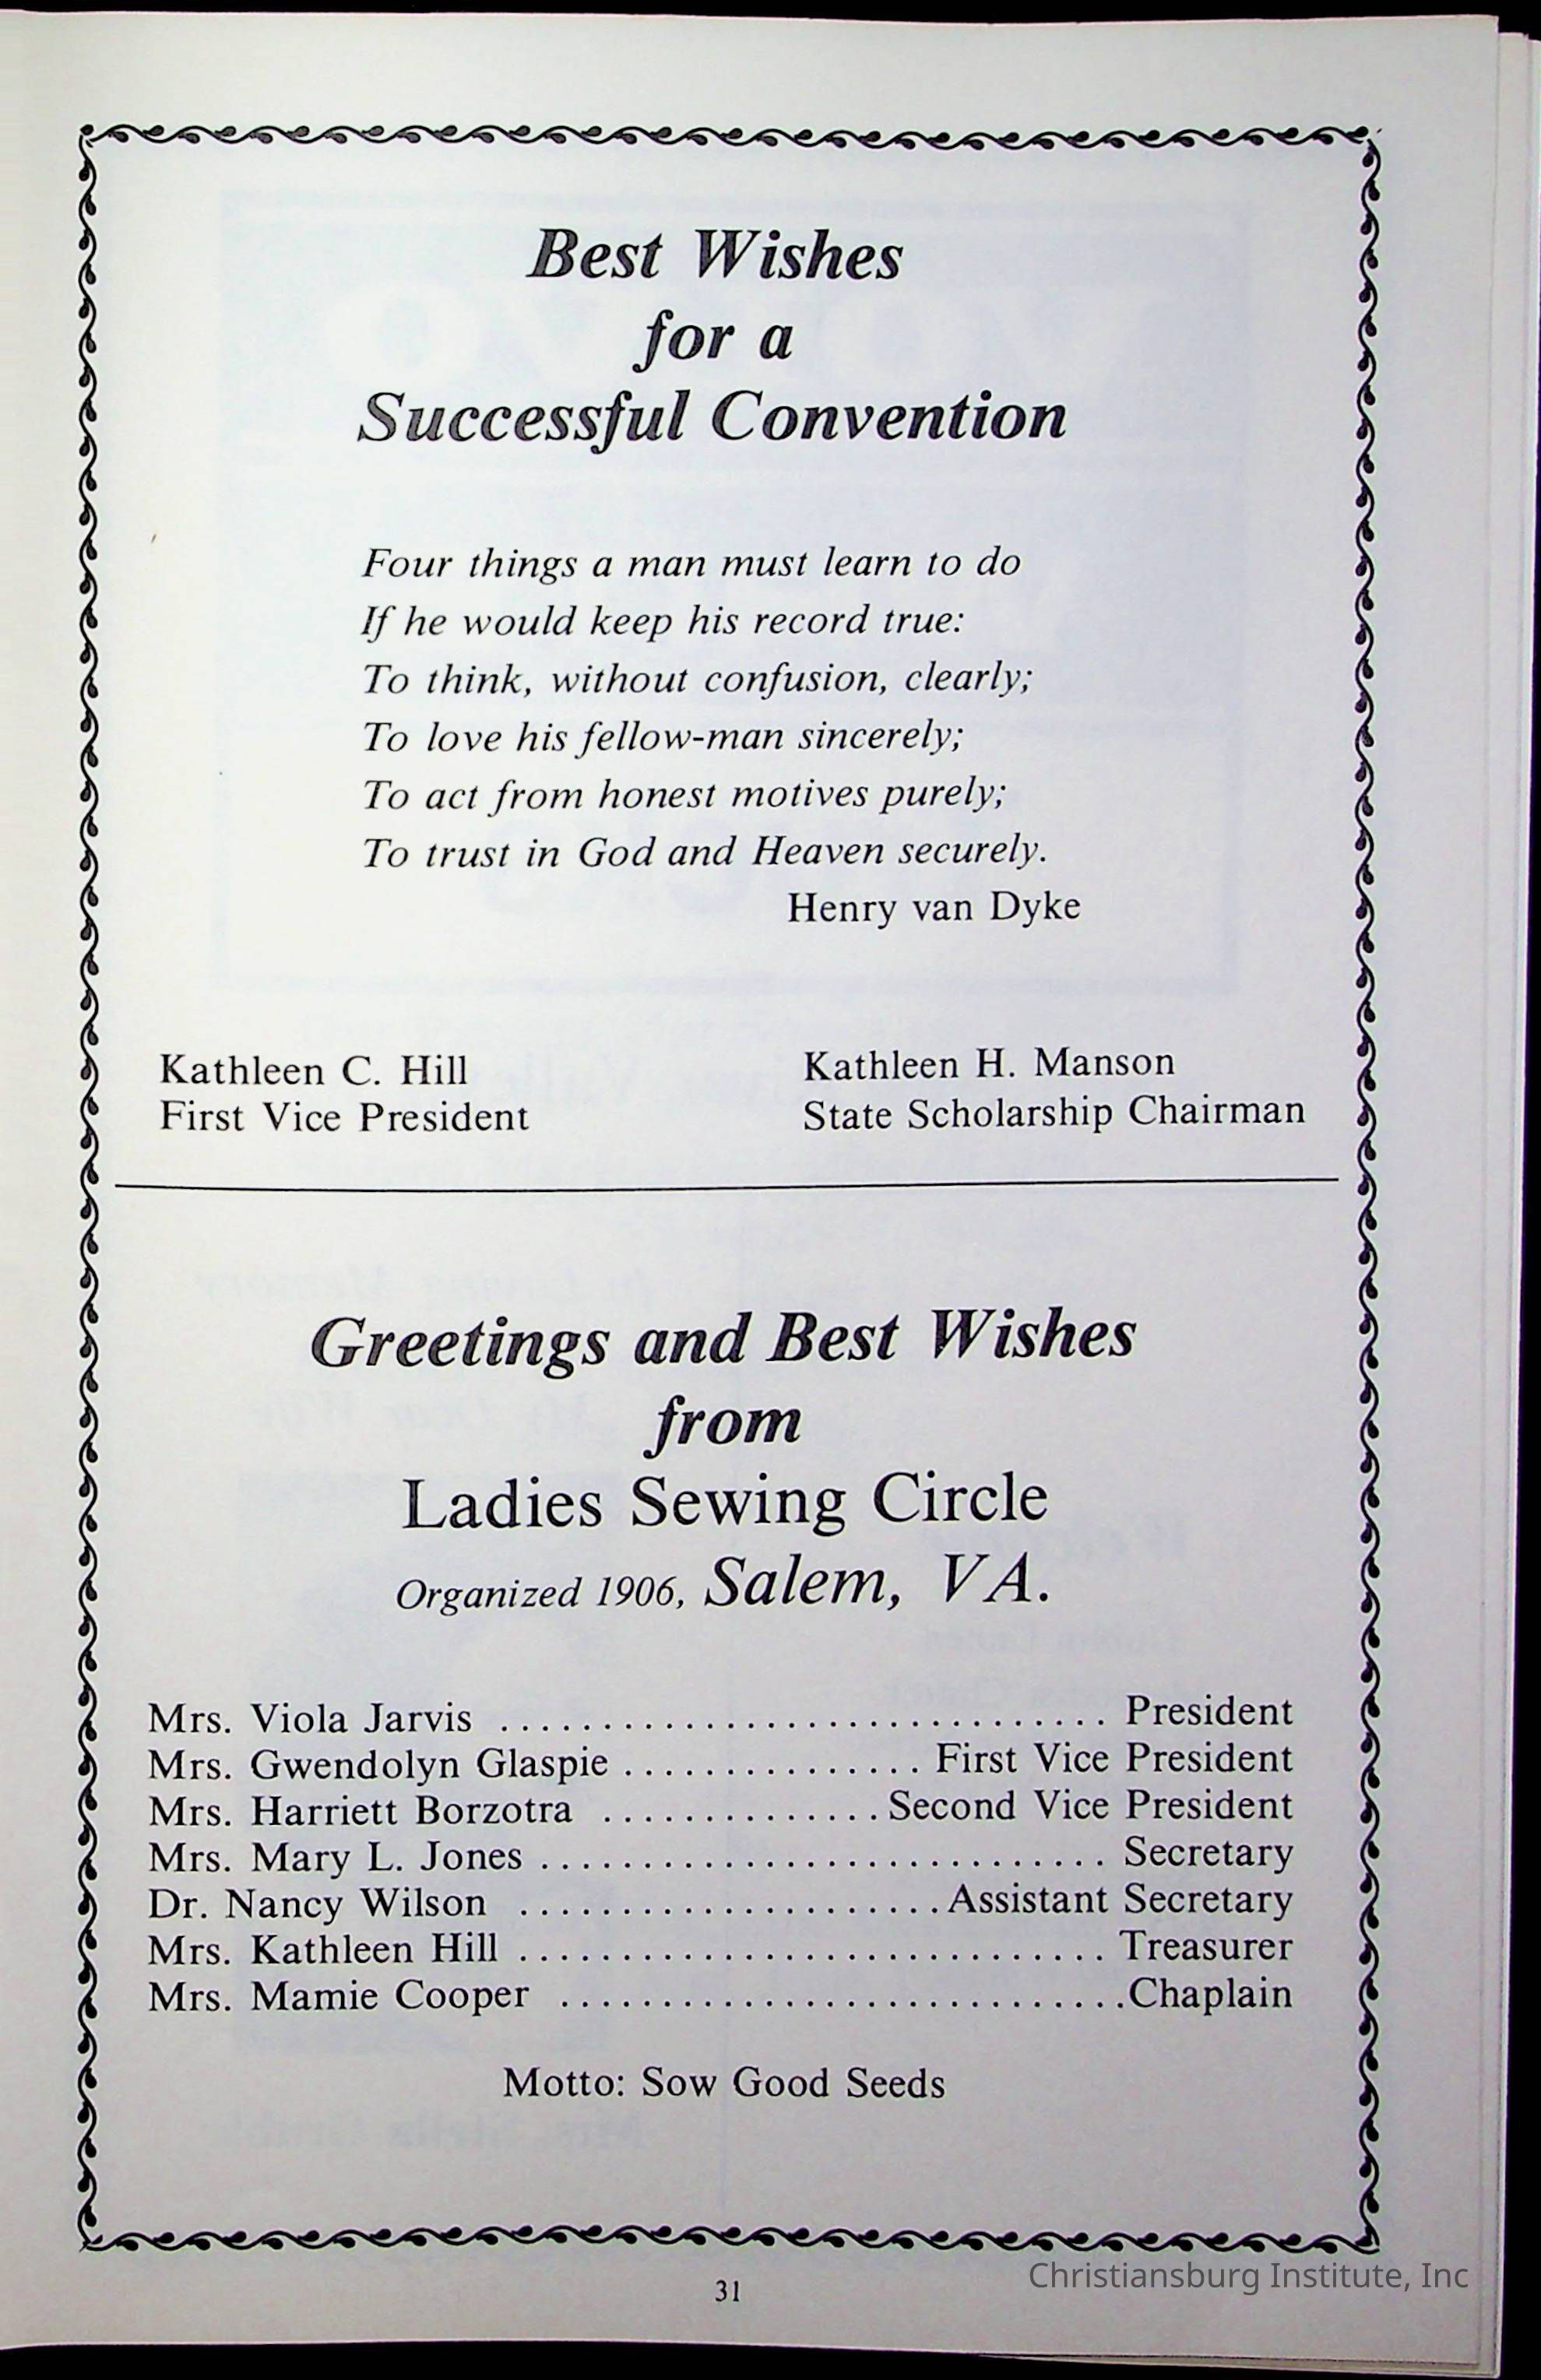 Best Wishes
for a
Successful Convention
Four things a man must learn to do
If he would keep his record true:
To think, without confusion, clearly;
To love his fellow-man sincerely;
To act from honest motives purely;
To trust in God and Heaven securely.
Henry van Dyke
Kathleen C. Hill
First Vice President
Kathleen H. Manson
State Scholarship Chairman
Greetings and Best Wishes
from
Ladies Sewing Circle
Organized 1906, Salem, VA.
Mrs. Viola Jarvis .............................. President
Mrs. Gwendolyn Glaspie ............... First Vice President
Mrs. Harriett Borzotra .............. Second Vice President
Mrs. Mary L. Jones ............................ Secretary
Dr. Nancy Wilson ..................... Assistant Secretary
Mrs. Kathleen Hill ............................. Treasurer
Mrs. Mamie Cooper ............................ Chaplain
Motto: Sow Good Seeds
31
Christiansburg Institute, Inc